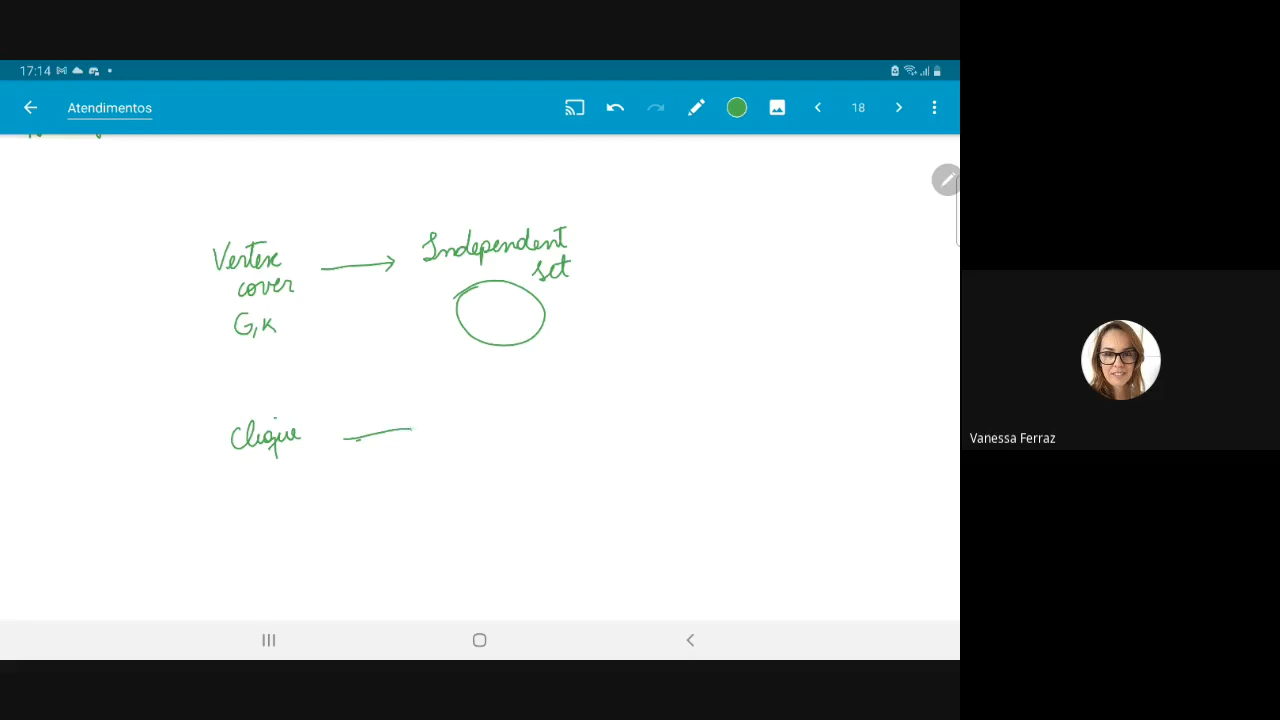 17:14
Atendimentos
18
Vertex
cover
G, K
Independent
set
Clique
Vanessa Ferraz